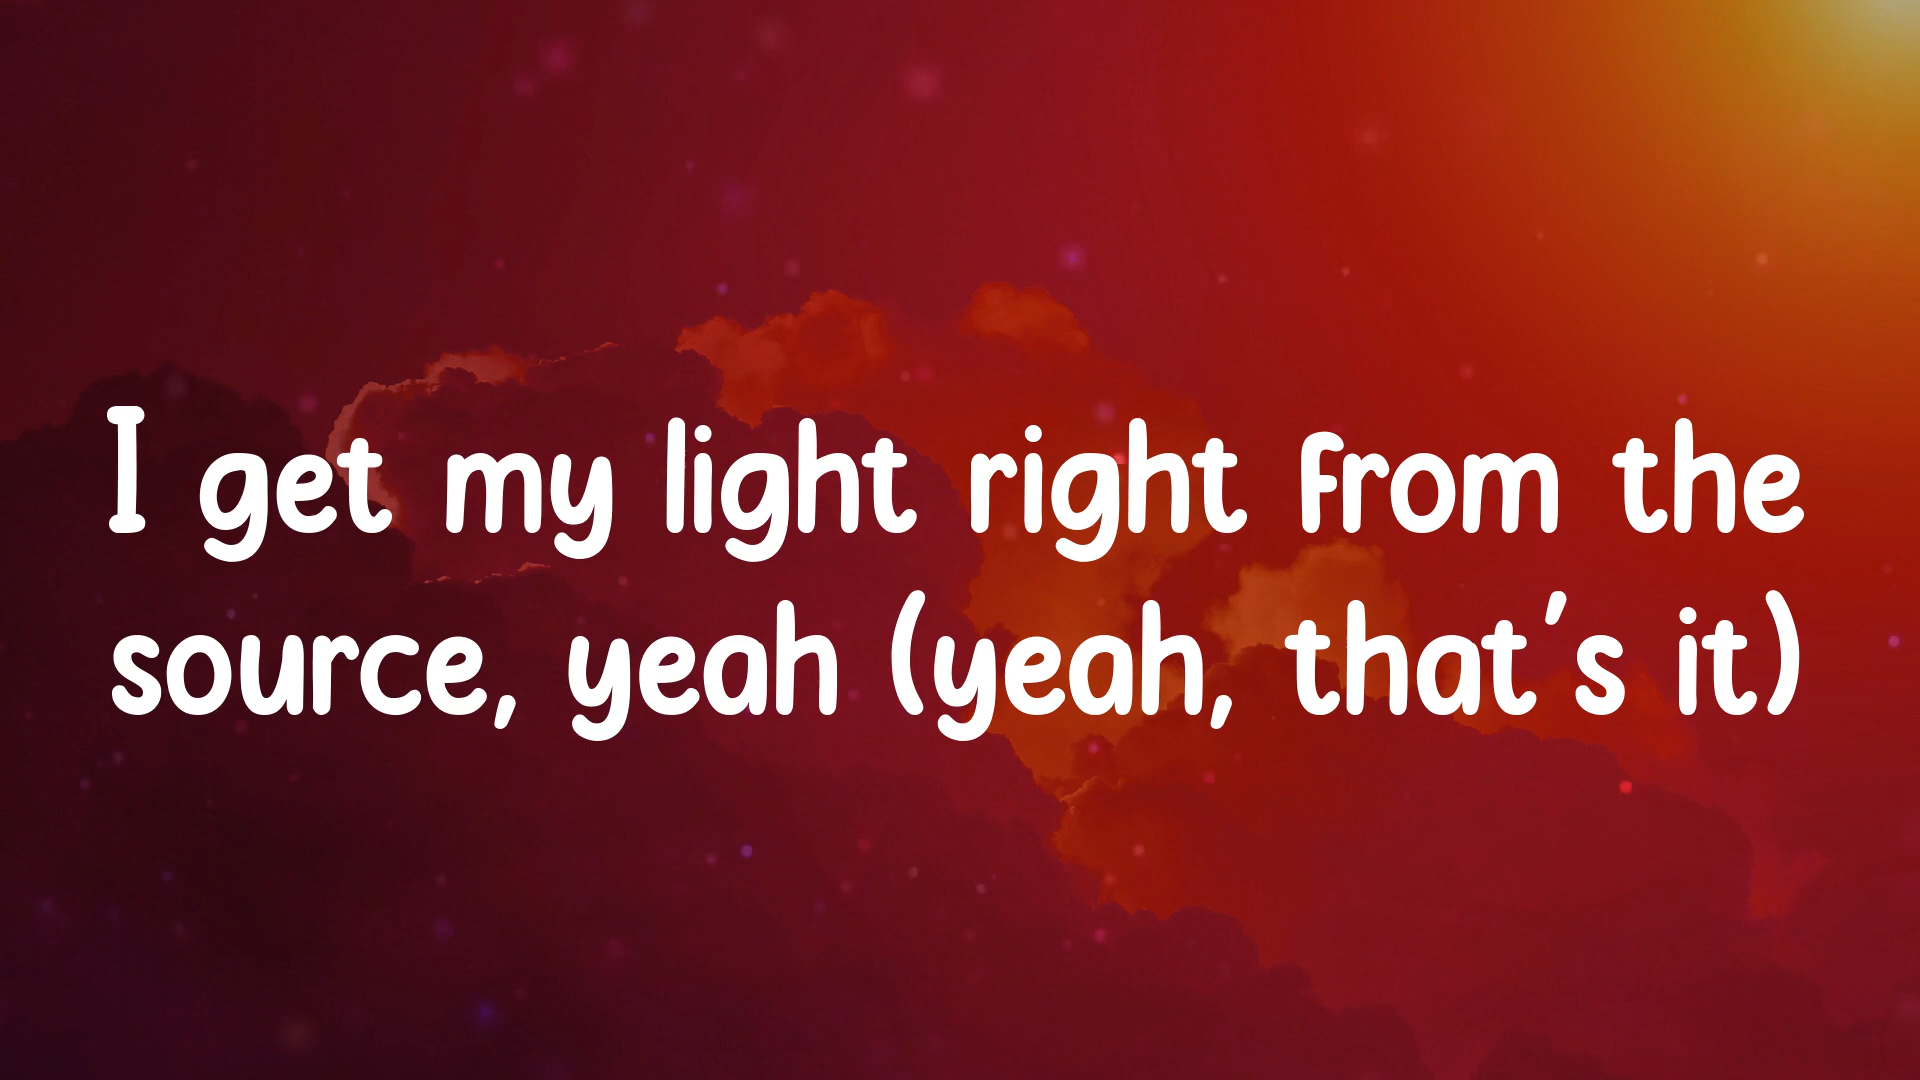 I get my light right from the
source, yeah (yeah, that's it)